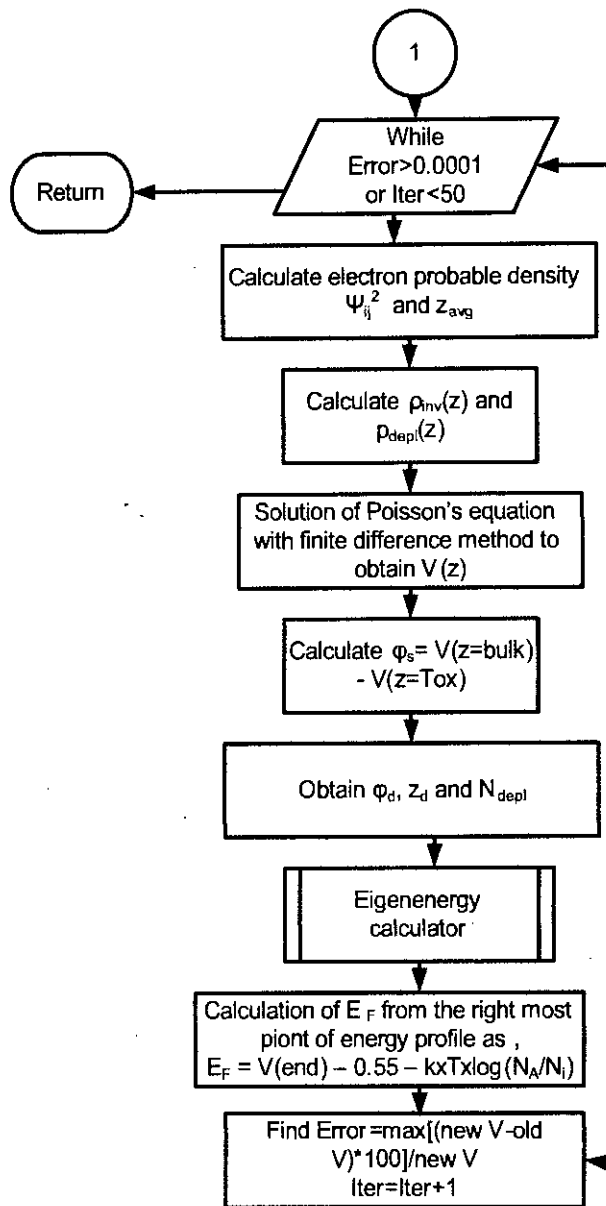 1
While
Error>0.0001
or Iter<50
Return
Calculate electron probable density
Ψij² and zavg
Calculate ρinv(z) and
pdepl(z)
Solution of Poisson's equation
with finite difference method to
obtain V(z)
Calculate φs= V(z=bulk)
- V(z=Tox)
Obtain φd, zd and Ndepl
Eigenenergy
calculator
Calculation of E F from the right most
piont of energy profile as ,
EF = V(end) – 0.55 – kxTxlog(NA/Ni)
Find Error=max[(new V-old
V)*100]/new V
Iter=Iter+1